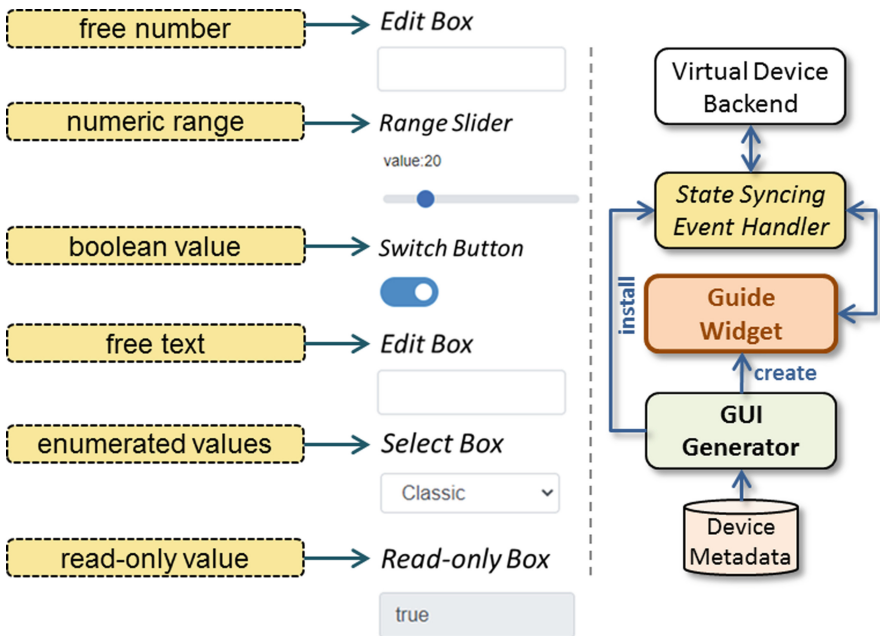 free number
Edit Box
numeric range
Range Slider
value:20
boolean value
Switch Button
free text
Edit Box
enumerated values
Select Box
Classic
read-only value
Read-only Box
true
Virtual Device
Backend
State Syncing
Event Handler
install
Guide
Widget
create
GUI
Generator
Device
Metadata